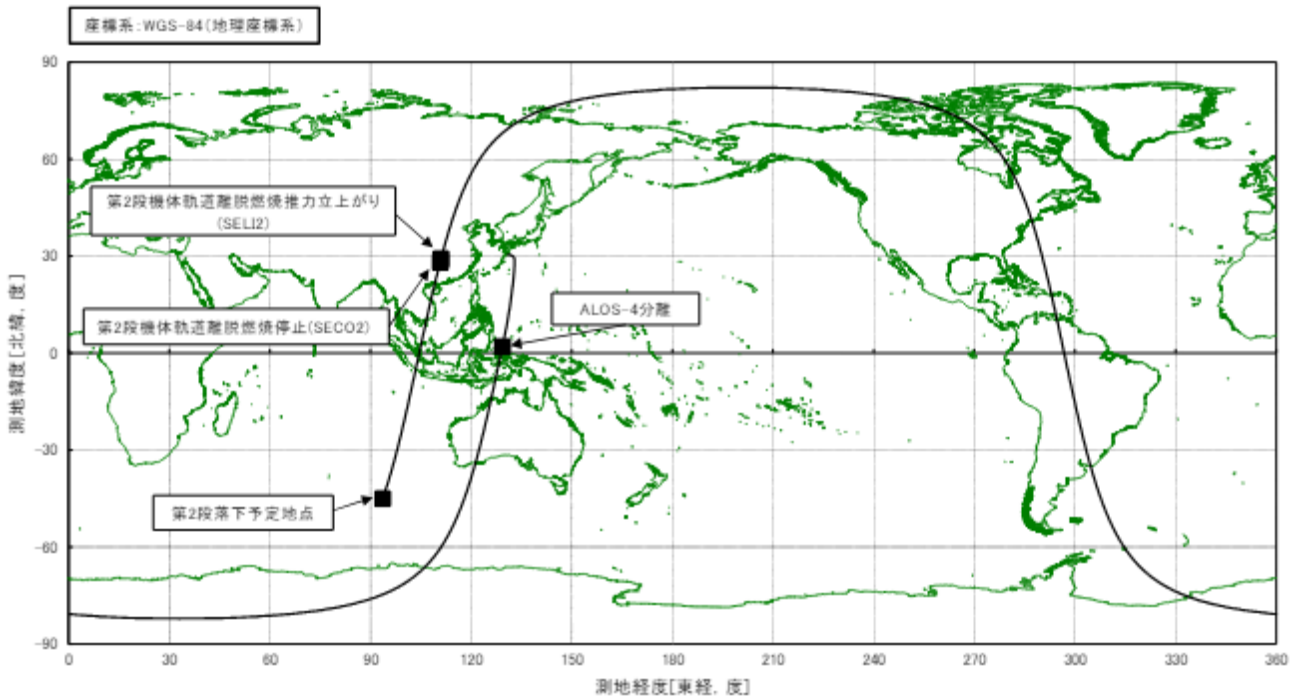 座標系:WGS-84(地理座標系)
90
60
30
0
-30
-60
-90
測地緯度[北緯, 度]
第2段機体軌道離脱燃焼推力立上がり
(SELI2)
第2段機体軌道離脱燃焼停止(SECO2)
ALOS-4分離
第2段落下予定地点
0 30 60 90 120 150 180 210 240 270 300 330 360
測地経度[東経, 度]